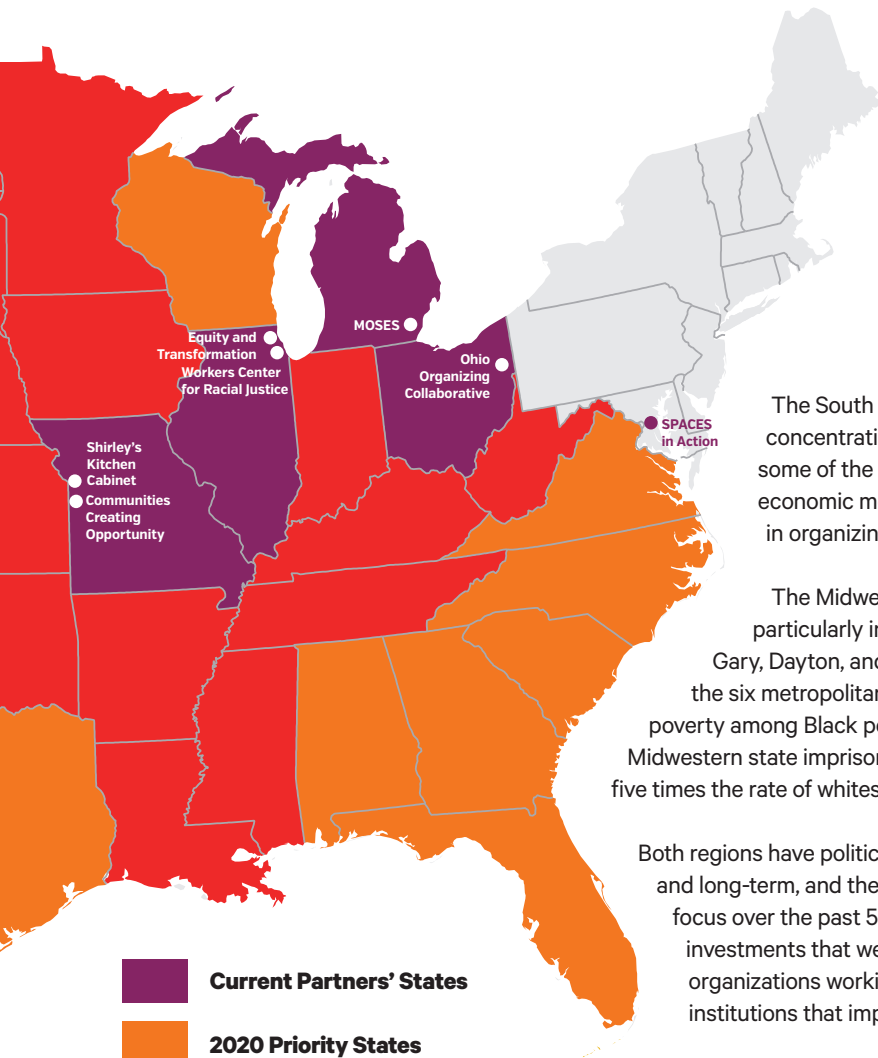 MOSES
Equity and
Transformation
Workers Center
for Racial Justice
Ohio
Organizing
Collaborative
Shirley's
Kitchen
Cabinet
Communities
Creating
Opportunity
SPACES
in Action
The South
concentrati
some of the
economic m
in organizin
The Midwe
particularly in
Gary, Dayton, and
the six metropolitan
poverty among Black pe
Midwestern state imprison
five times the rate of whites
Both regions have politic
and long-term, and the
focus over the past 5
investments that we
organizations worki
institutions that imp
Current Partners’ States
2020 Priority States